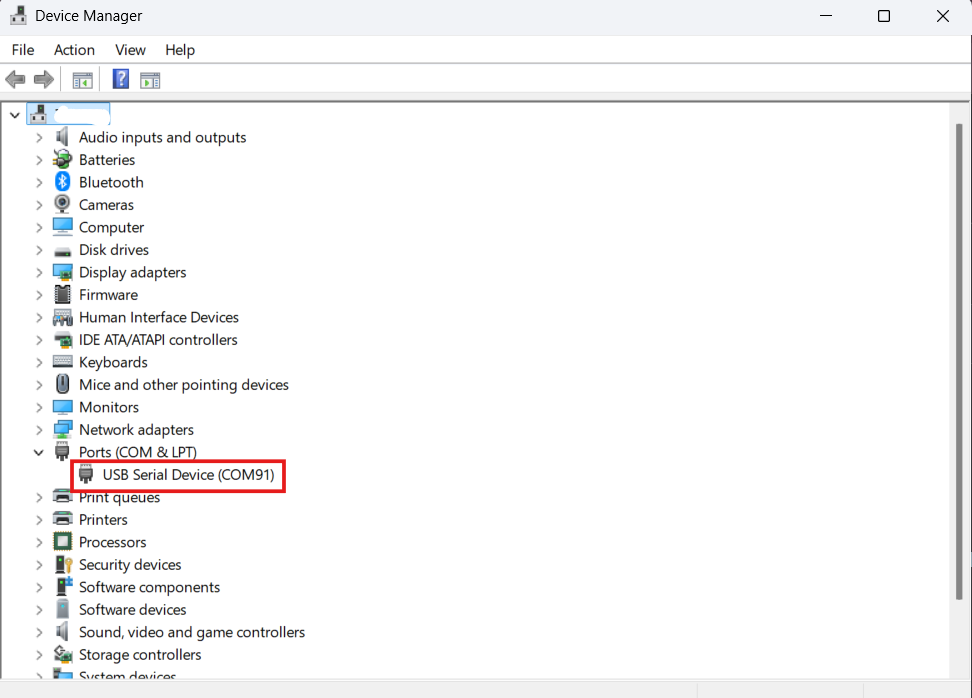 Device Manager
File Action View Help
Audio inputs and outputs
Batteries
Bluetooth
Cameras
Computer
Disk drives
Display adapters
Firmware
Human Interface Devices
IDE ATA/ATAPI controllers
Keyboards
Mice and other pointing devices
Monitors
Network adapters
Ports (COM & LPT)
USB Serial Device (COM91)
Print queues
Printers
Processors
Security devices
Software components
Software devices
Sound, video and game controllers
Storage controllers
System devices